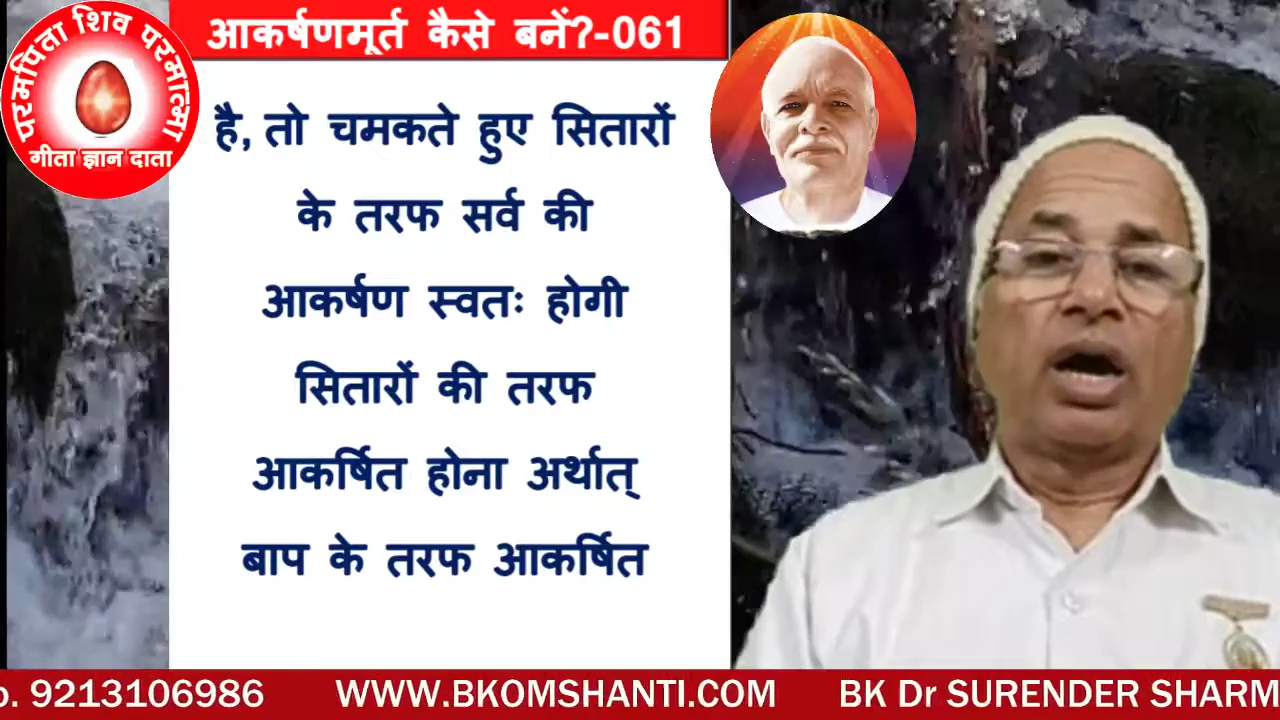 परमपिता शिव परमात्मा
गीता ज्ञान दाता
आकर्षणमूर्त कैसे बनें?-061
है, तो चमकते हुए सितारों
के तरफ सर्व की
आकर्षण स्वतः होगी
सितारों की तरफ
आकर्षित होना अर्थात्
बाप के तरफ आकर्षित
o. 9213106986 WWW.BKOMSHANTI.COM BK Dr SURENDER SHARM